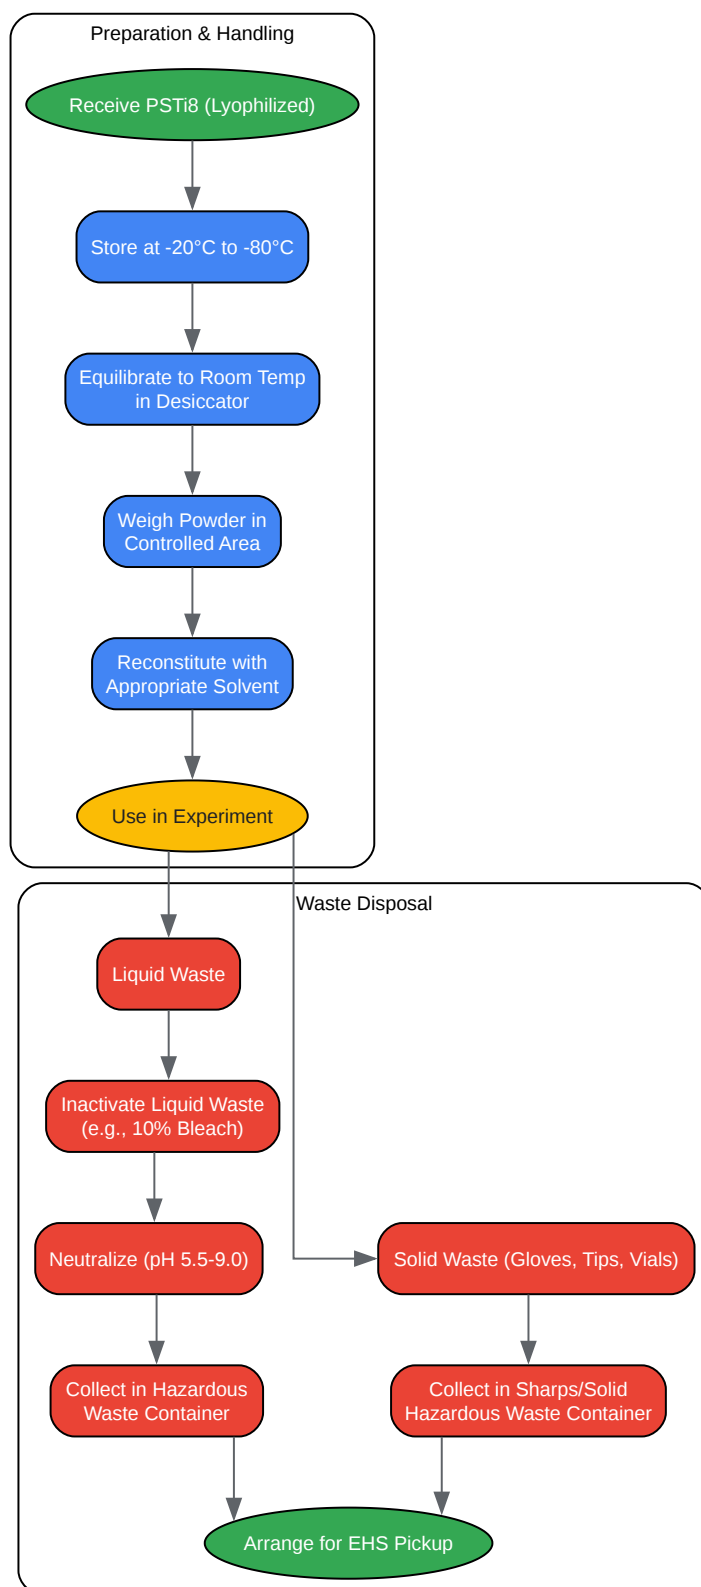 Preparation & Handling
Receive PSTi8 (Lyophilized)
Store at -20°C to -80°C
Equilibrate to Room Temp
in Desiccator
Weigh Powder in
Controlled Area
Reconstitute with
Appropriate Solvent
Use in Experiment
Waste Disposal
Liquid Waste
Inactivate Liquid Waste
(e.g., 10% Bleach)
Neutralize (pH 5.5-9.0)
Solid Waste (Gloves, Tips, Vials)
Collect in Hazardous
Waste Container
Collect in Sharps/Solid
Hazardous Waste Container
Arrange for EHS Pickup